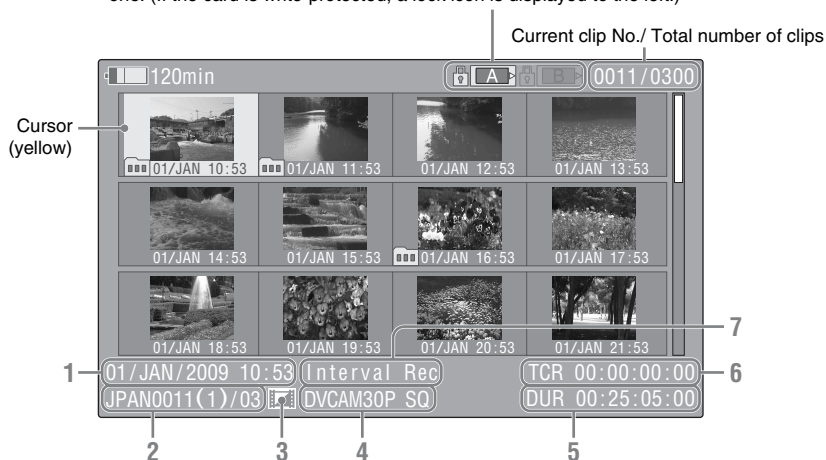 one. (If the card is write-protected, a lock icon is displayed to the left.)
Current clip No./ Total number of clips
120min A B 0011/0300
Cursor
(yellow)
01/JAN 10:53 01/JAN 11:53 01/JAN 12:53 01/JAN 13:53
01/JAN 14:53 01/JAN 15:53 01/JAN 16:53 01/JAN 17:53
01/JAN 18:53 01/JAN 19:53 01/JAN 20:53 01/JAN 21:53
7
1 01/JAN/2009 10:53 Interval Rec TCR 00:00:00:00 6
JPAN0011(1)/03 DVCAM30P SQ DUR 00:25:05:00
2 3 4 5